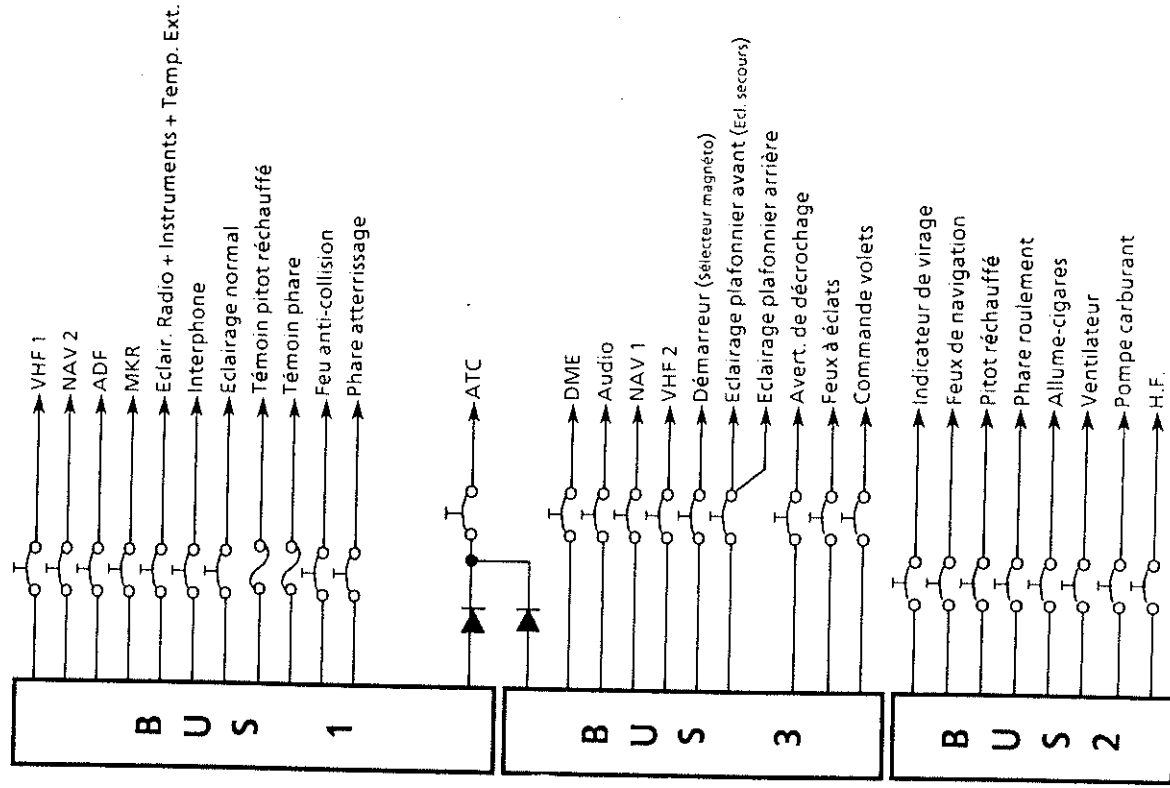 BUS 1
VHF 1
NAV 2
ADF
MKR
Eclair. Radio + Instruments + Temp. Ext.
Interphone
Eclairage normal
Témoin pitot réchauffé
Témoin phare
Feu anti-collision
Phare atterrissage
ATC
BUS 3
DME
Audio
NAV 1
VHF 2
Démarreur (sélecteur magnéto)
Eclairage plafonnier avant (Ecl. secours)
Eclairage plafonnier arrière
Avert. de décrochage
Feux à éclats
Commande volets
BUS 2
Indicateur de virage
Feux de navigation
Pitot réchauffé
Phare roulement
Allume-cigares
Ventilateur
Pompe carburant
H.F.